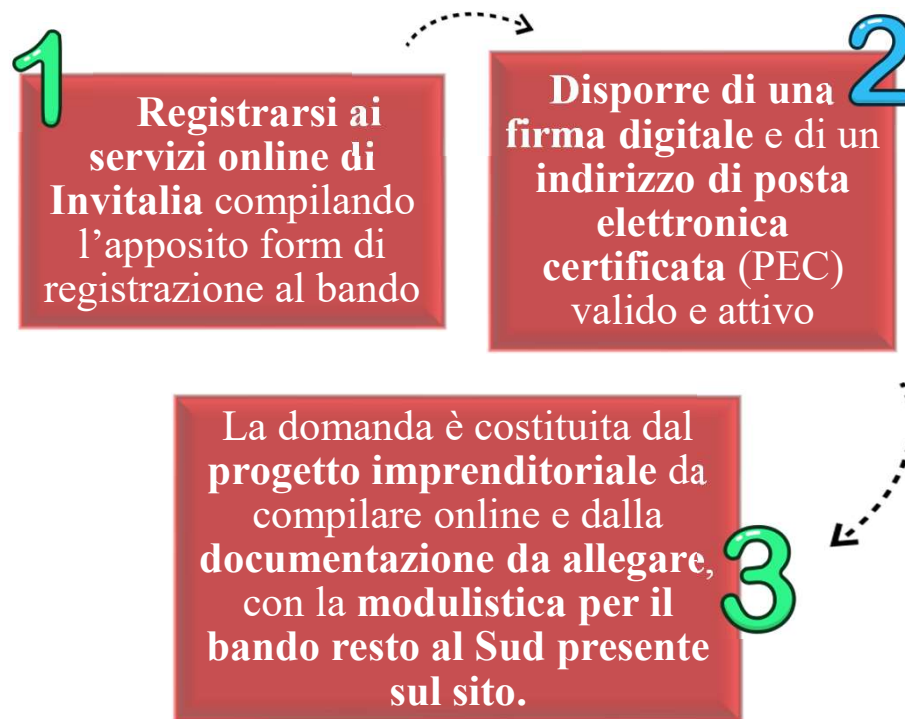 1
Registrarsi ai
servizi online di
Invitalia compilando
l’apposito form di
registrazione al bando
2
Disporre di una
firma digitale e di un
indirizzo di posta
elettronica
certificata (PEC)
valido e attivo
La domanda è costituita dal
progetto imprenditoriale da
compilare online e dalla
documentazione da allegare,
con la modulistica per il
bando resto al Sud presente
sul sito.
3